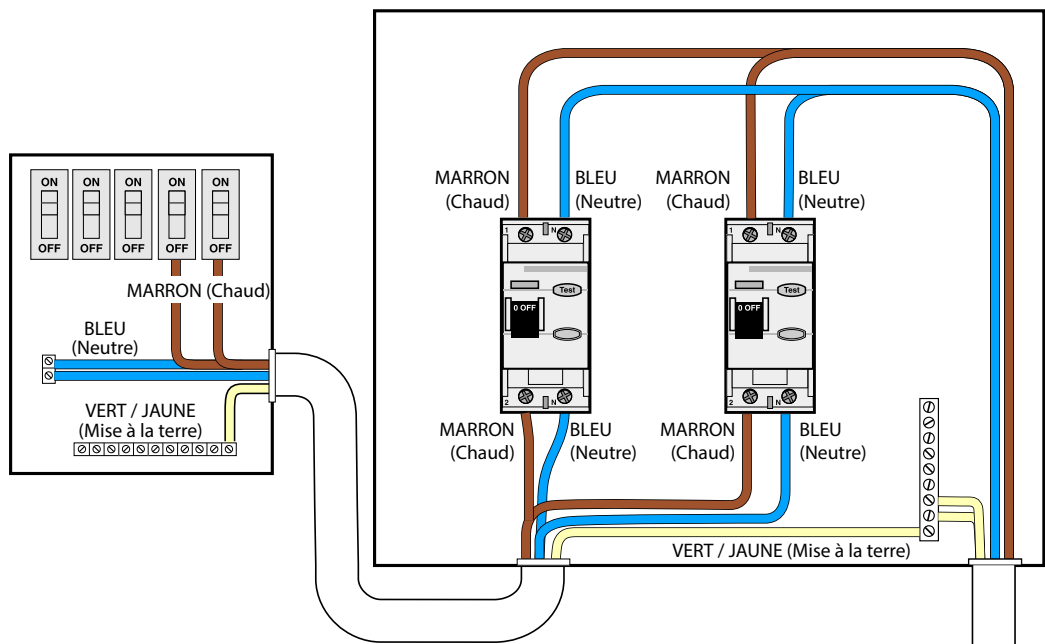 MARRON
(Chaud)
BLEU
(Neutre)
MARRON
(Chaud)
BLEU
(Neutre)
ON ON ON ON ON
OFF OFF OFF OFF OFF
MARRON (Chaud)
BLEU
(Neutre)
VERT / JAUNE
(Mise à la terre)
1 N
Test
0 OFF
2 N
1 N
Test
0 OFF
2 N
MARRON
(Chaud)
BLEU
(Neutre)
MARRON
(Chaud)
BLEU
(Neutre)
VERT / JAUNE (Mise à la terre)